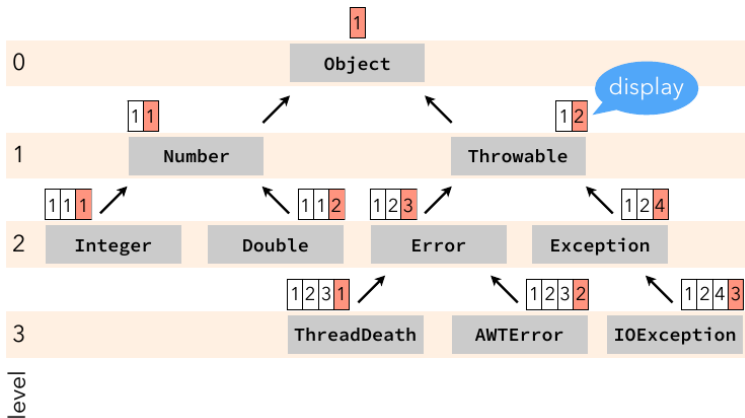 1
0 Object
display
1 1 1 2
1 Number Throwable
1 1 1 1 1 2 1 2 3 1 2 4
2 Integer Double Error Exception
1 2 3 1 1 2 3 2 1 2 4 3
3 ThreadDeath AWTError IOException
level